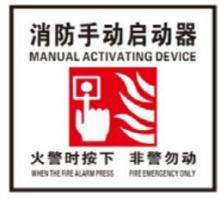 消防手动启动器
MANUAL ACTIVATING DEVICE
火警时按下 非警勿动
WHEN THE FIRE ALARM PRESS FIRE EMERGENCY ONLY